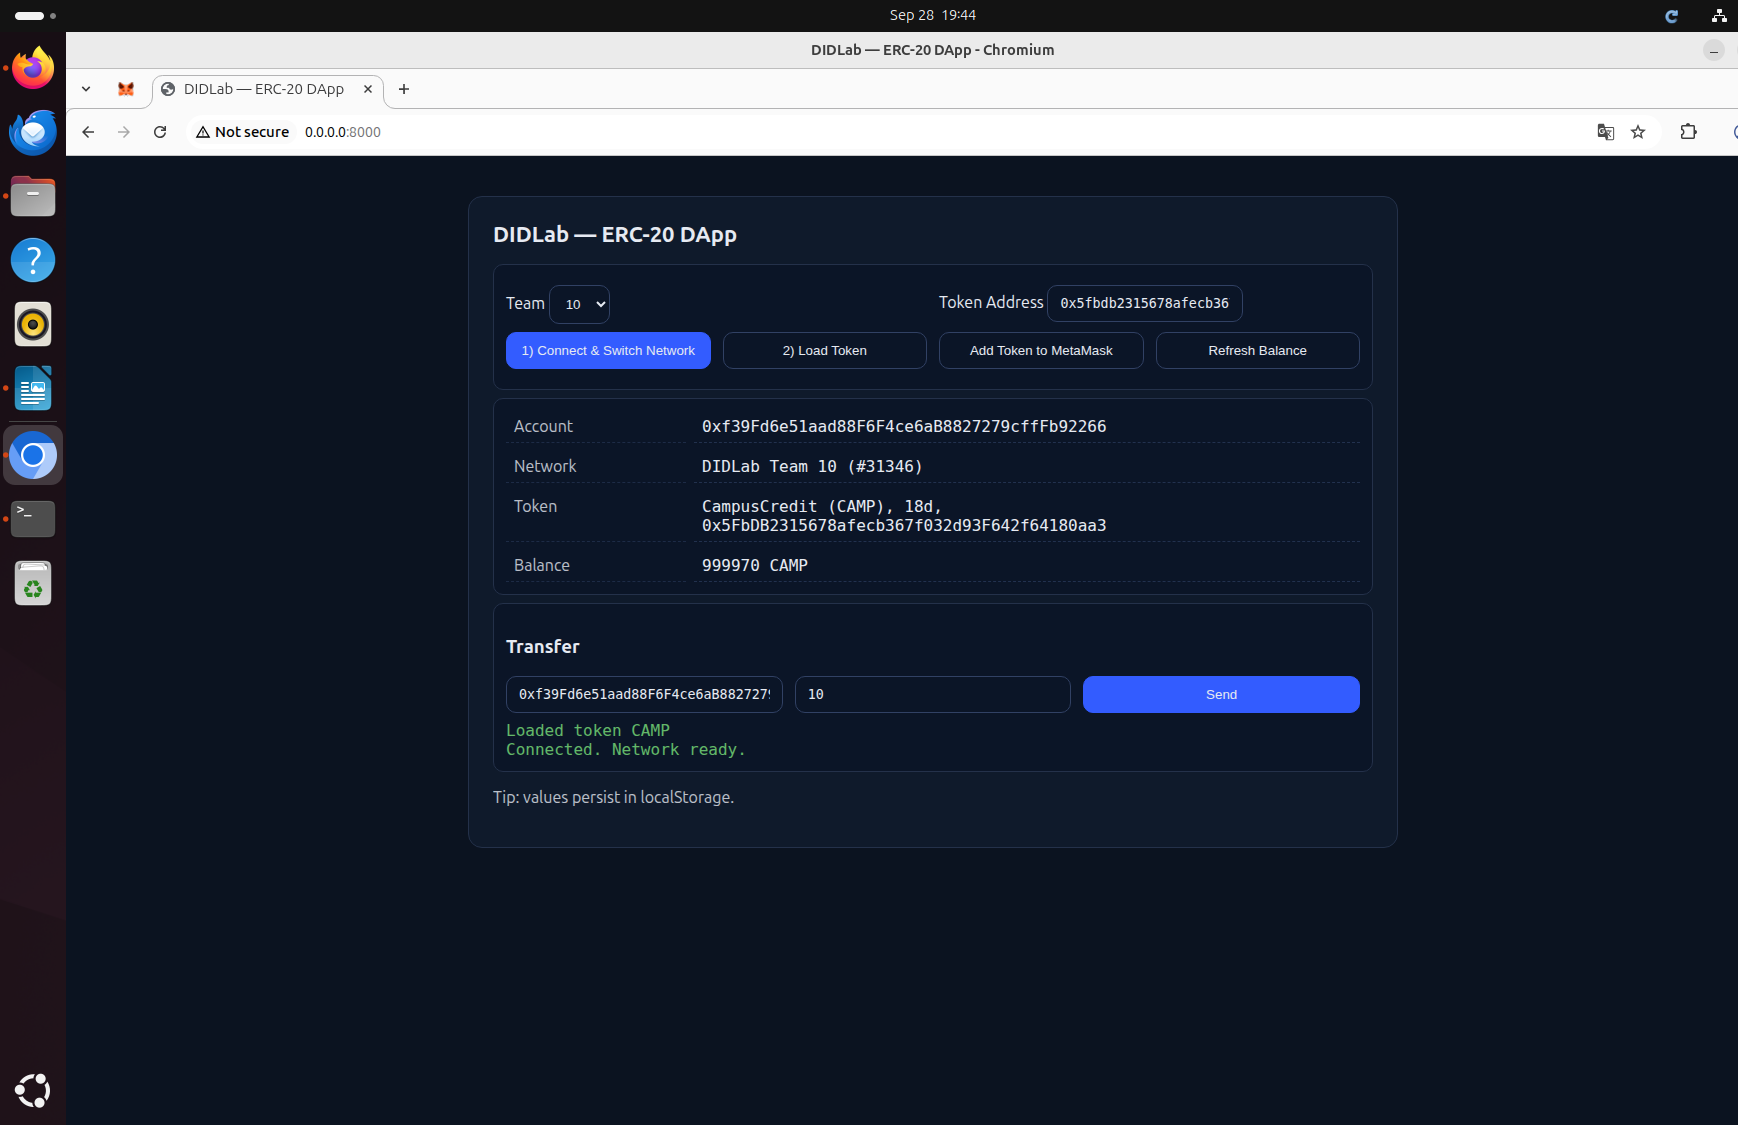 Sep 28 19:44
DIDLab — ERC-20 DApp - Chromium
DIDLab — ERC-20 DApp
Not secure 0.0.0.0:8000
DIDLab — ERC-20 DApp
Team 10
Token Address 0x5fbdb2315678afecb36
1) Connect & Switch Network
2) Load Token
Add Token to MetaMask
Refresh Balance
Account 0xf39Fd6e51aad88F6F4ce6aB8827279cffFb92266
Network DIDLab Team 10 (#31346)
Token CampusCredit (CAMP), 18d,
0x5FbDB2315678afecb367f032d93F642f64180aa3
Balance 999970 CAMP
Transfer
0xf39Fd6e51aad88F6F4ce6aB8827279 10 Send
Loaded token CAMP
Connected. Network ready.
Tip: values persist in localStorage.